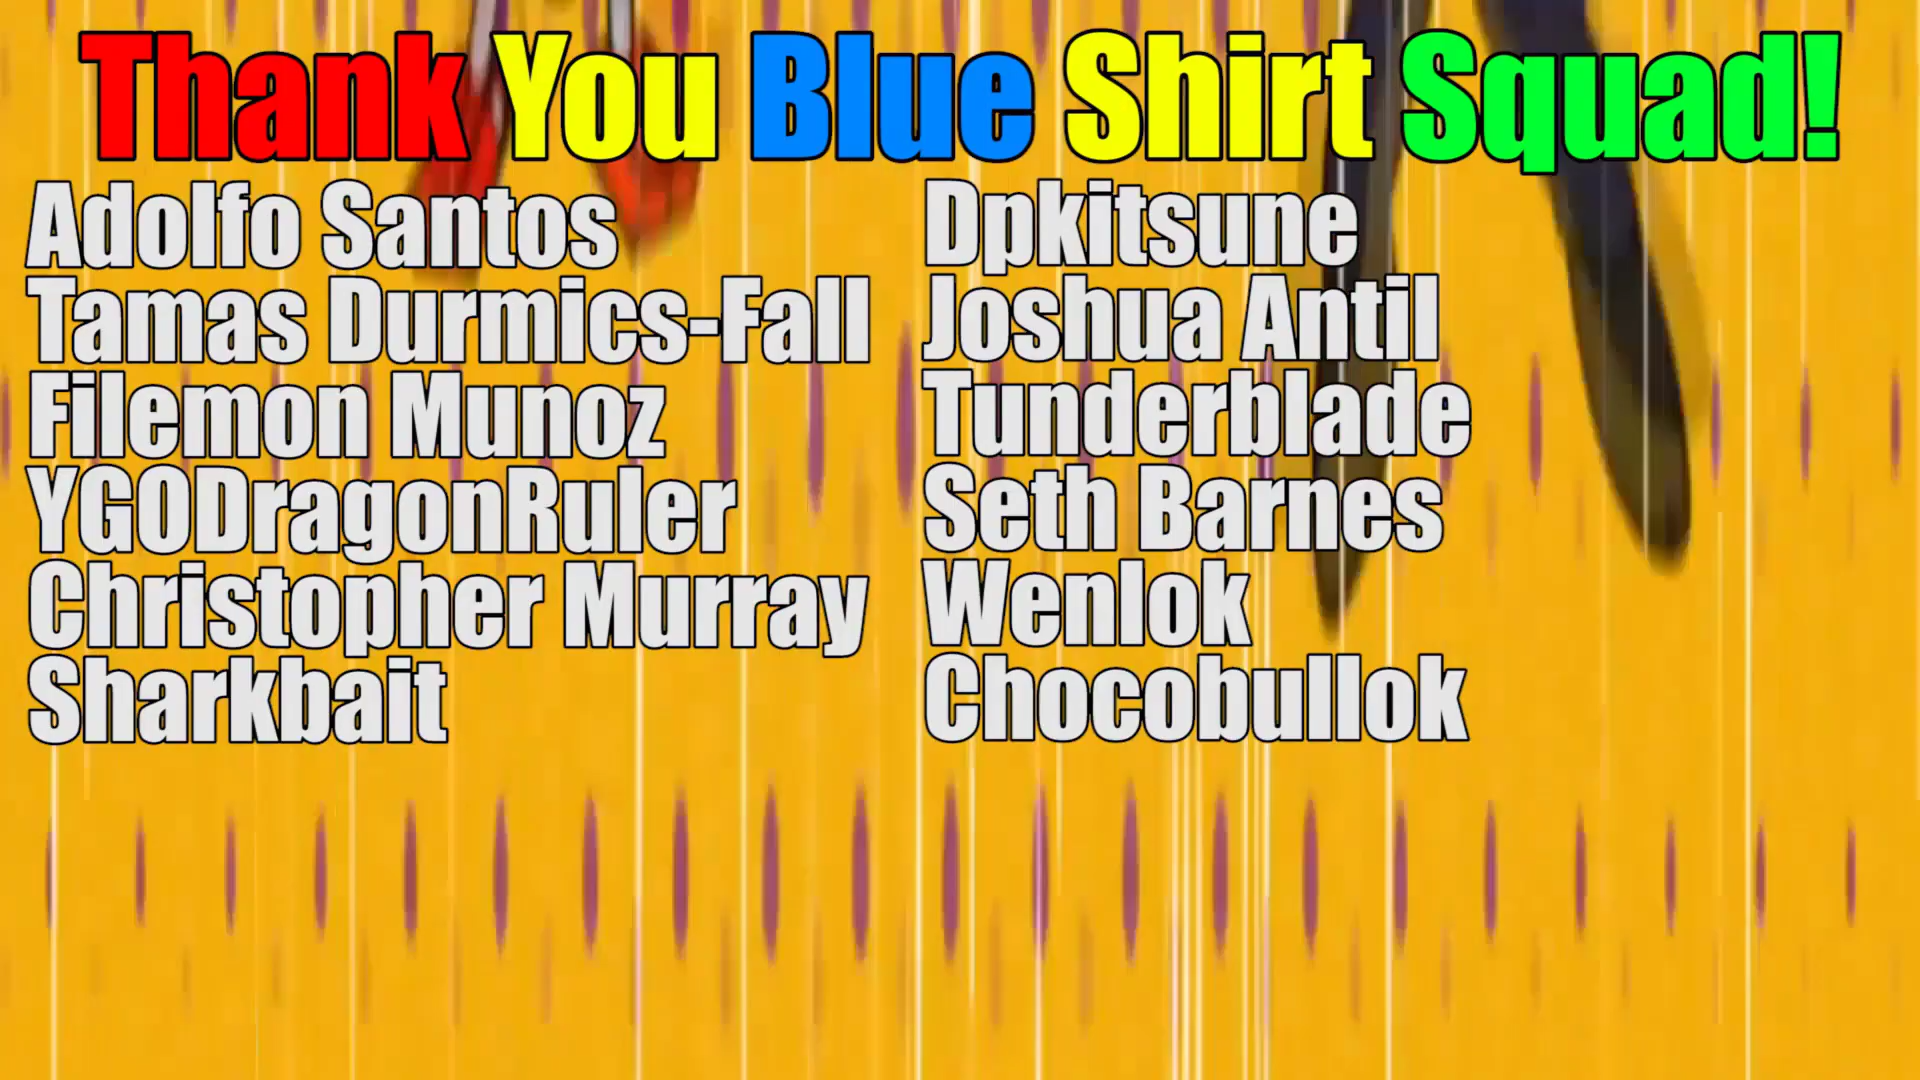 Thank You Blue Shirt Squad!
Adolfo Santos
Tamas Durmics-Fall
Filemon Munoz
YGODragonRuler
Christopher Murray
Sharkbait
Dpkitsune
Joshua Antil
Tunderblade
Seth Barnes
Wenlok
Chocobullok